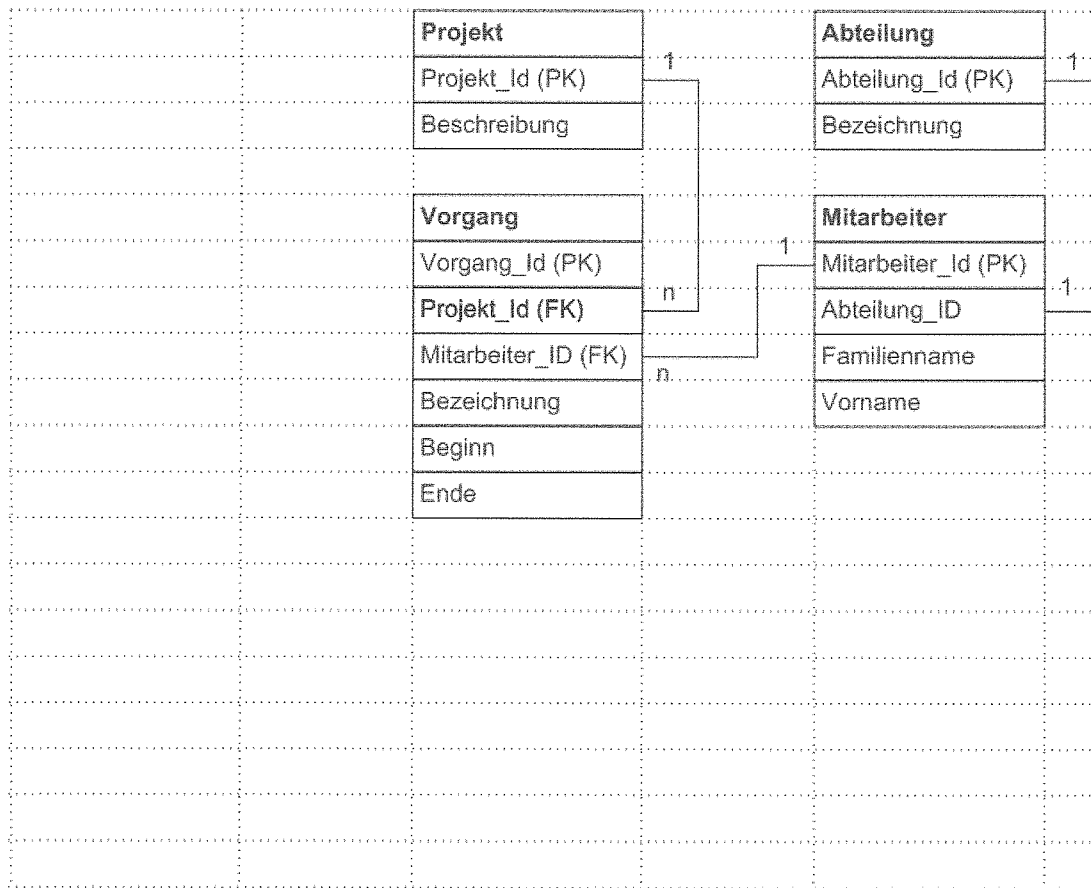 Projekt
1
Projekt_Id (PK)
Beschreibung
Abteilung
1
Abteilung_Id (PK)
Bezeichnung
Vorgang
Vorgang_Id (PK)
n
Projekt_Id (FK)
Mitarbeiter_ID (FK)
n
Bezeichnung
Beginn
Ende
Mitarbeiter
1
Mitarbeiter_Id (PK)
1
Abteilung_ID
Familienname
Vorname